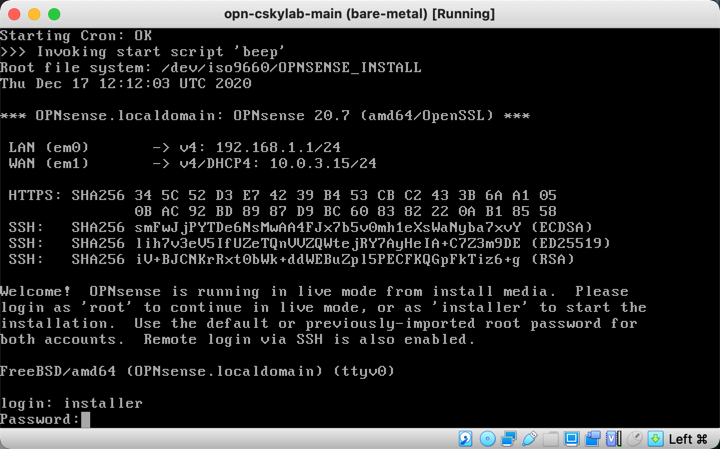 opn-cskylab-main (bare-metal) [Running]
Starting Cron: OK
>>> Invoking start script 'beep'
Root file system: /dev/iso9660/OPNSENSE_INSTALL
Thu Dec 17 12:12:03 UTC 2020
*** OPNsense.localdomain: OPNsense 20.7 (amd64/OpenSSL) ***
LAN (em0) -> v4: 192.168.1.1/24
WAN (em1) -> v4/DHCP4: 10.0.3.15/24
HTTPS: SHA256 34 5C 52 D3 E7 42 39 B4 53 CB C2 43 3B 6A A1 05
0B AC 92 BD 89 87 D9 BC 60 83 82 22 0A B1 85 58
SSH: SHA256 smFwJjPYTDe6NsMwAA4FJx7b5v0mh1eXsWaNyba7xvY (ECDSA)
SSH: SHA256 lih7v3eV5IfUZeTQnVVZQWtejRY7AyHeIA+C7Z3m9DE (ED25519)
SSH: SHA256 iV+BJCNKrRxt0bWk+ddWEBuZpl5PECFKQGpFkTiz6+g (RSA)
Welcome!  OPNsense is running in live mode from install media.  Please
login as 'root' to continue in live mode, or as 'installer' to start the
installation.  Use the default or previously-imported root password for
both accounts.  Remote login via SSH is also enabled.
FreeBSD/amd64 (OPNsense.localdomain) (ttyv0)
login: installer
Password:
Left ⌘